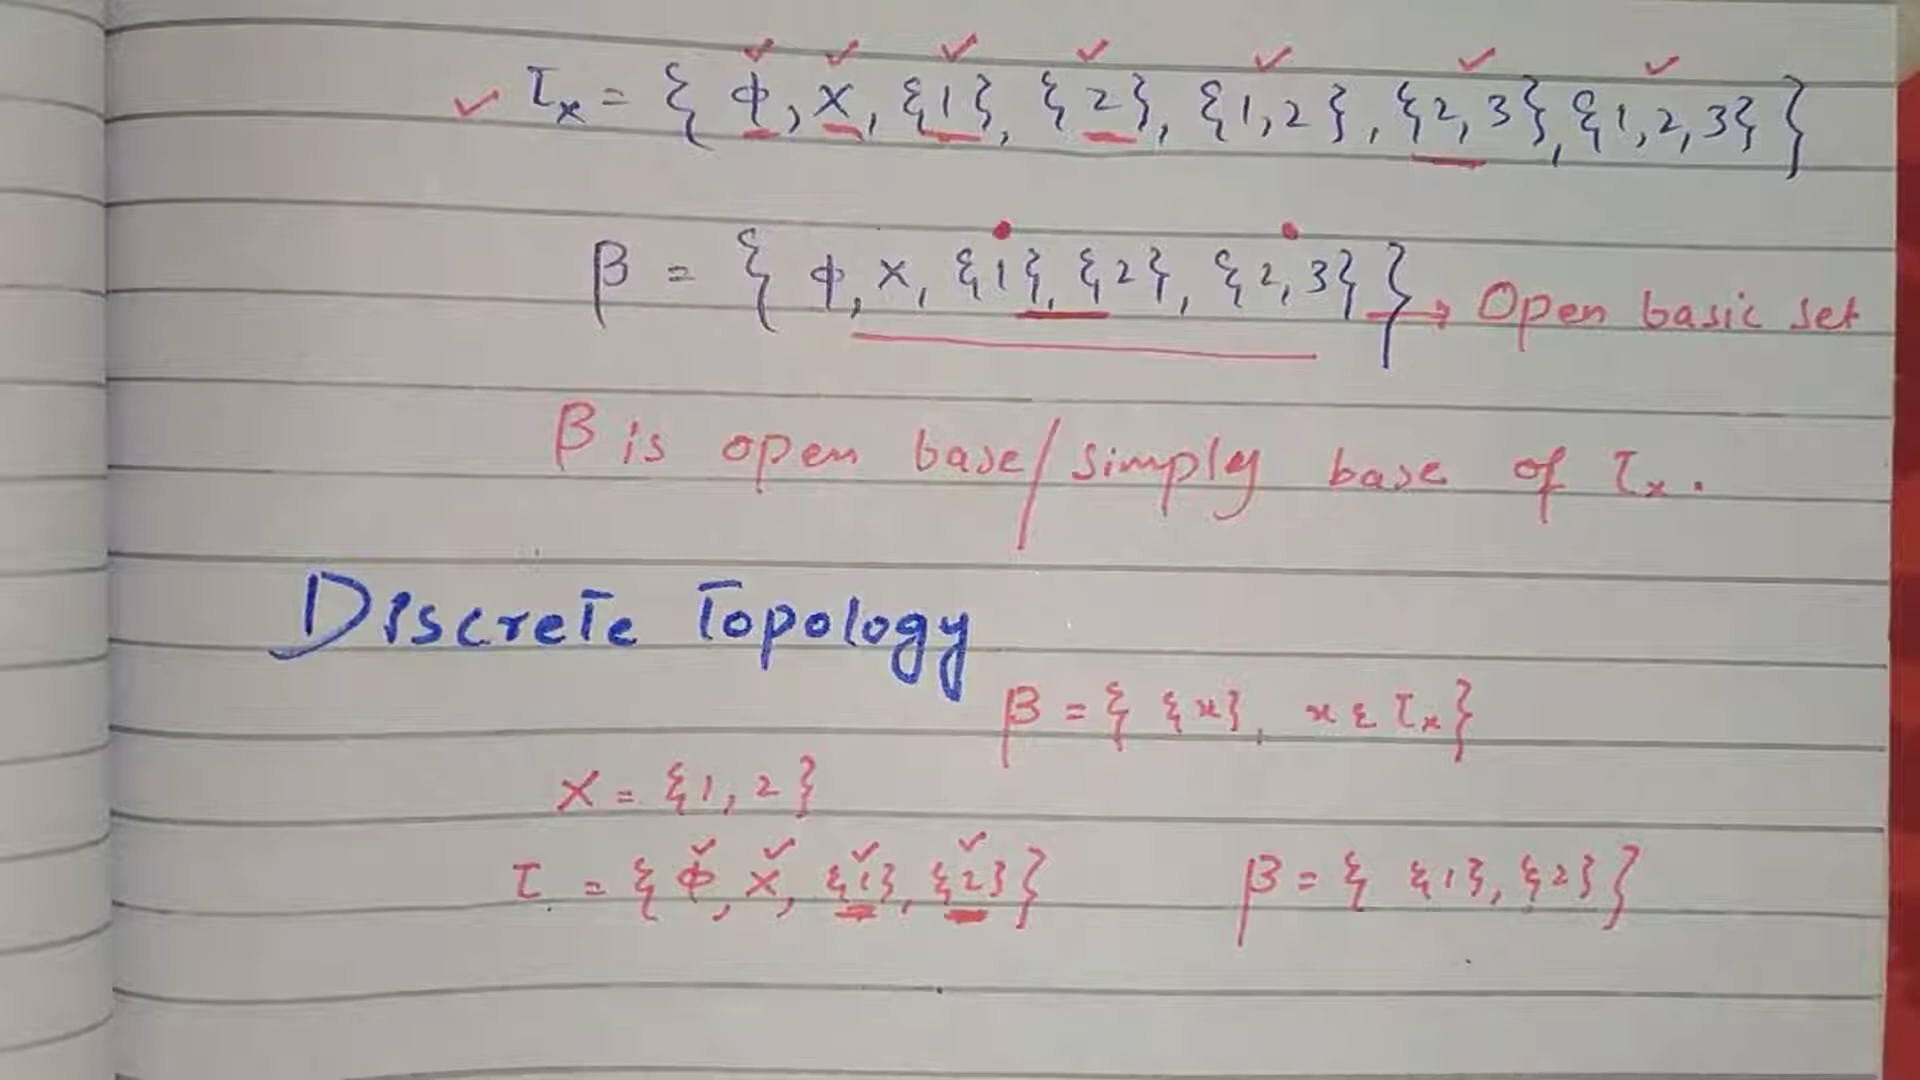 τₓ = { φ, X, {1}, {2}, {1,2}, {2,3}, {1,2,3} }
β = { φ, X, {1}, {2}, {2,3} } → Open basic set
β is open base/simply base of τₓ.
Discrete Topology
β = { {x}, x ε τₓ }
X = {1, 2}
τ = { φ, X, {1}, {2} } β = { {1}, {2} }